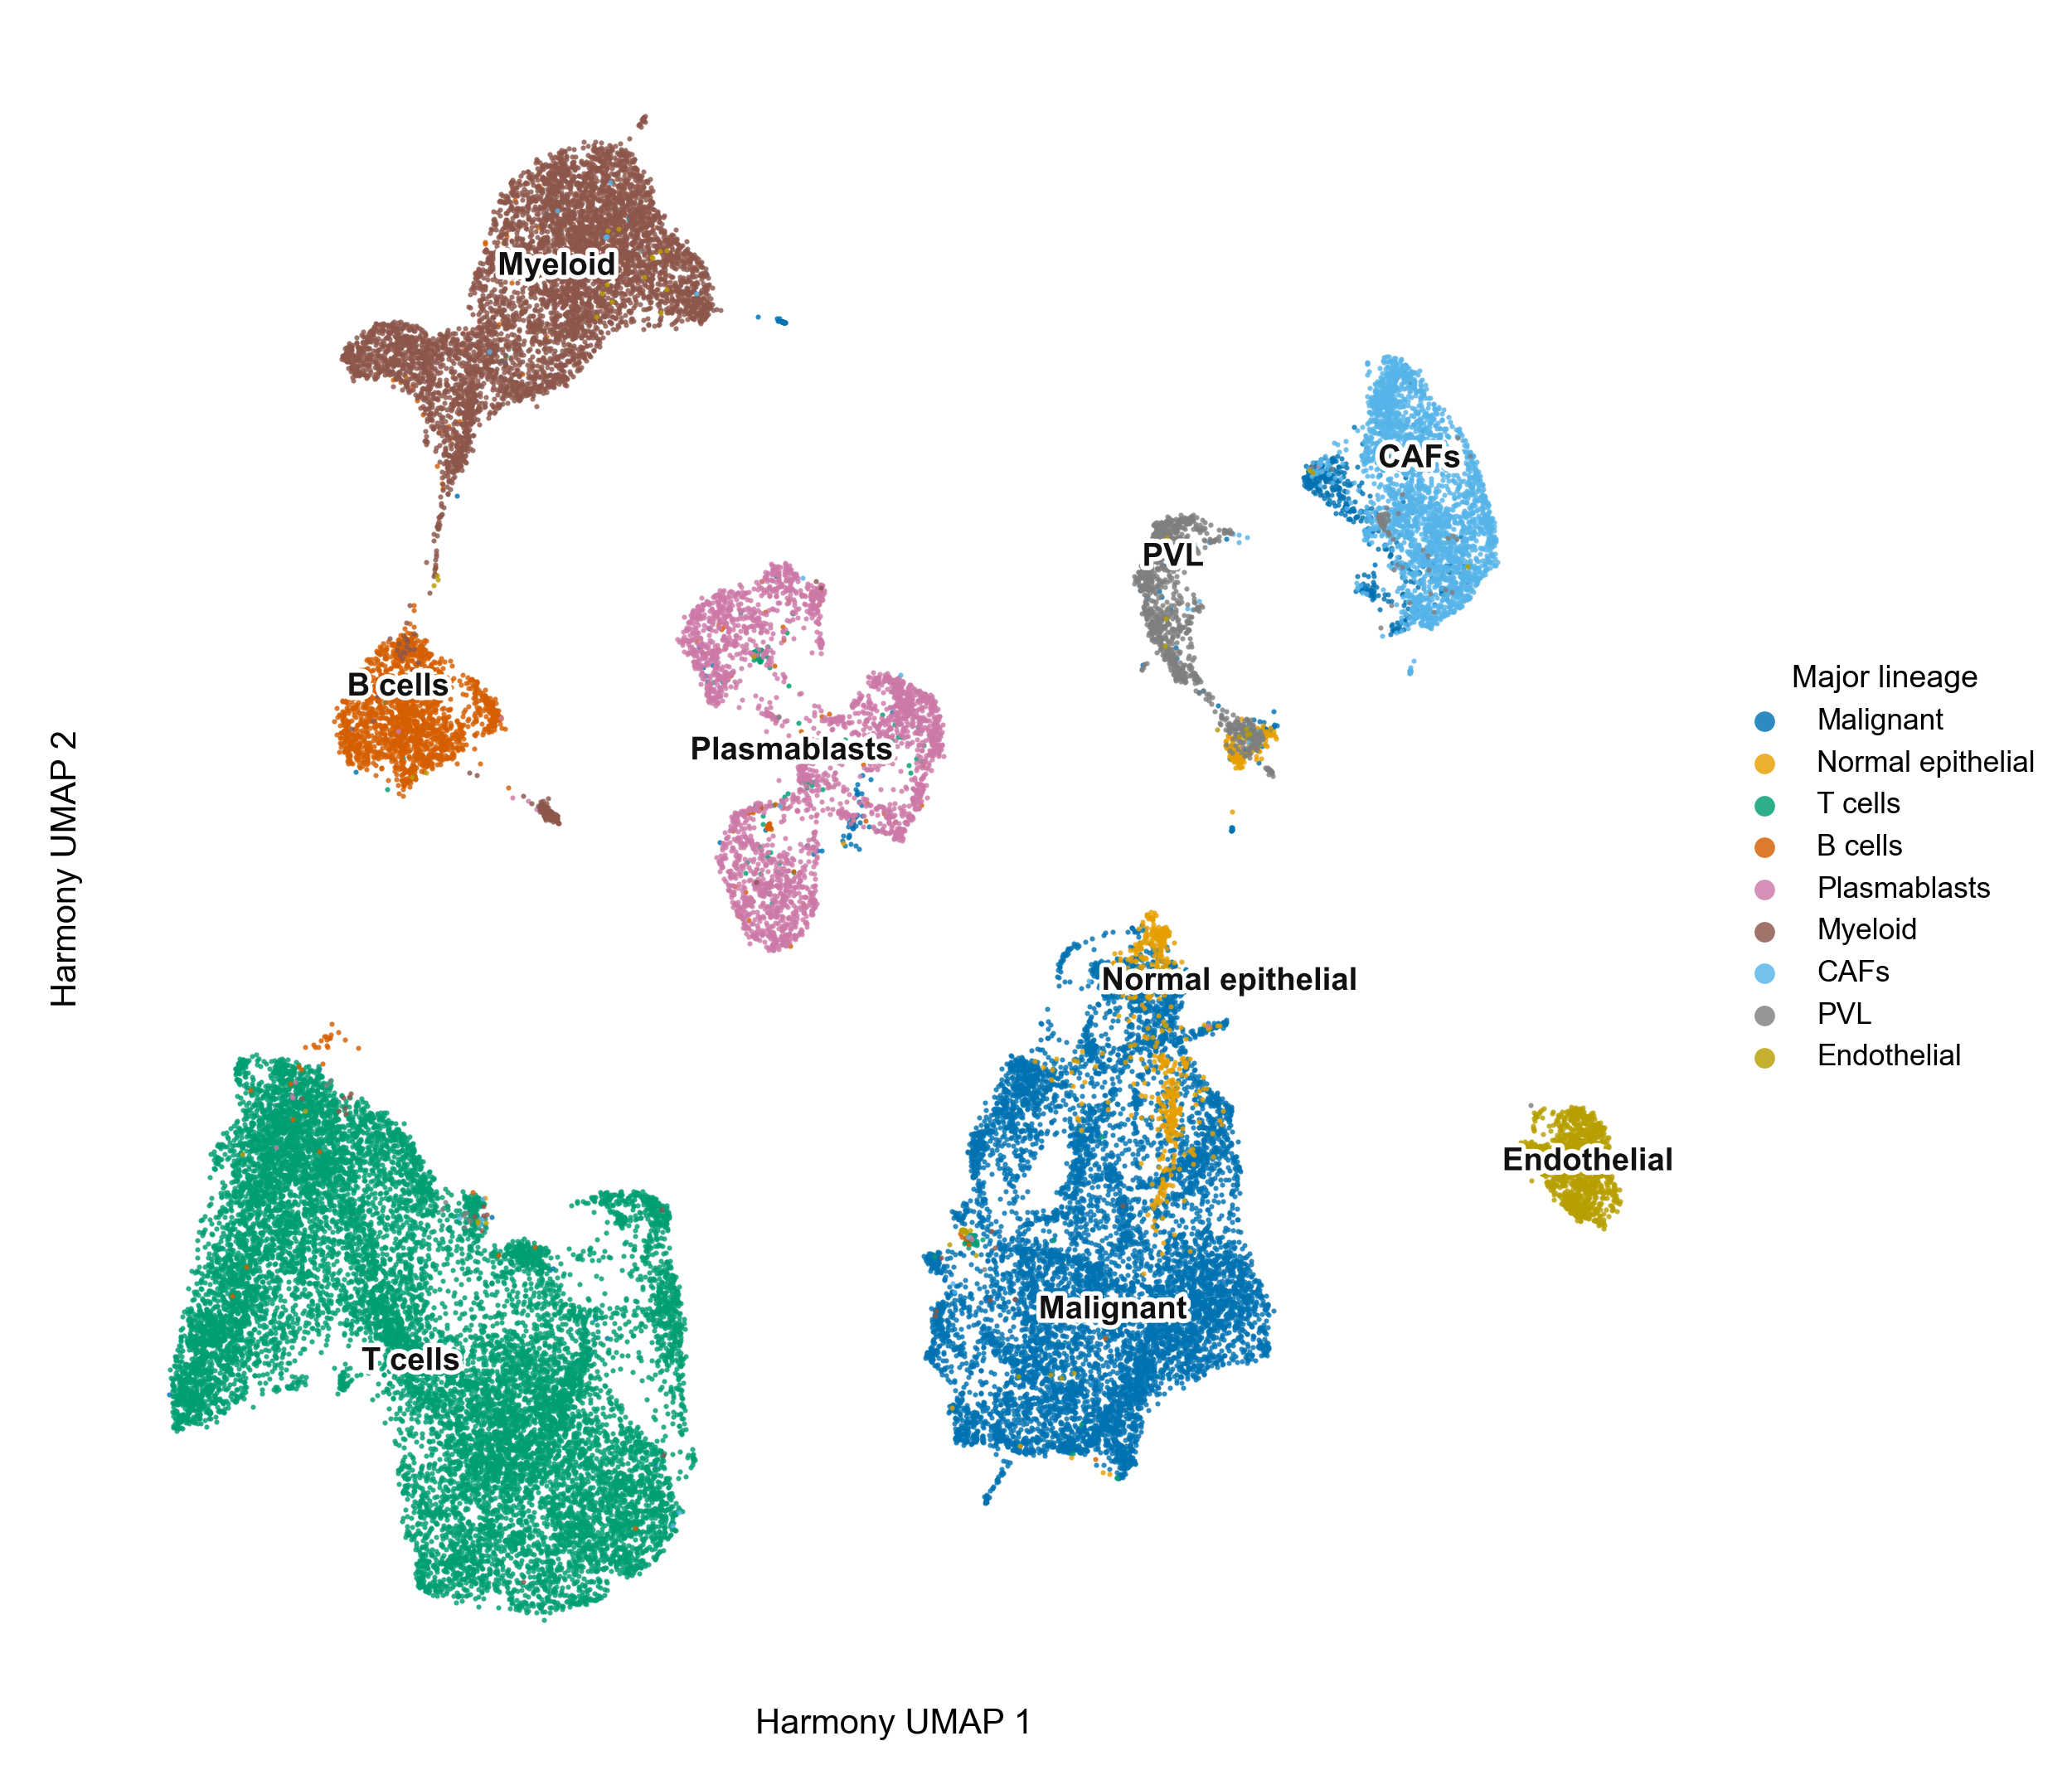 Myeloid
CAFs
PVL
B cells
Plasmablasts
Normal epithelial
Endothelial
Malignant
T cells
Harmony UMAP 2
Harmony UMAP 1
Major lineage
Malignant
Normal epithelial
T cells
B cells
Plasmablasts
Myeloid
CAFs
PVL
Endothelial